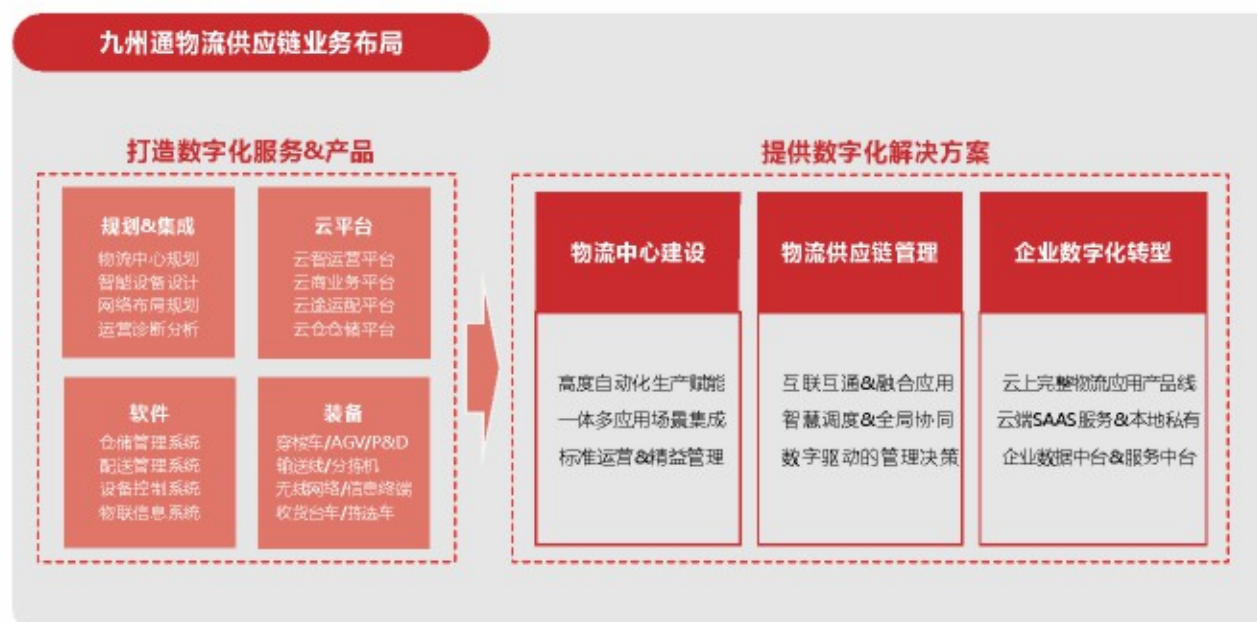 九州通物流供应链业务布局
打造数字化服务&产品
规划&集成
物流中心规划
智能设备设计
网络布局规划
运营诊断分析
云平台
云智运营平台
云商业务平台
云途运配平台
云仓仓储平台
软件
仓储管理系统
配送管理系统
设备控制系统
物联信息系统
装备
穿梭车/AGV/P&D
输送线/分拣机
无线网络/信息终端
收货台车/拣选车
提供数字化解决方案
物流中心建设
高度自动化生产赋能
一体多应用场景集成
标准运营&精益管理
物流供应链管理
互联互通&融合应用
智慧调度&全局协同
数字驱动的管理决策
企业数字化转型
云上完整物流应用产品线
云端SAAS服务&本地私有
企业数据中台&服务中台